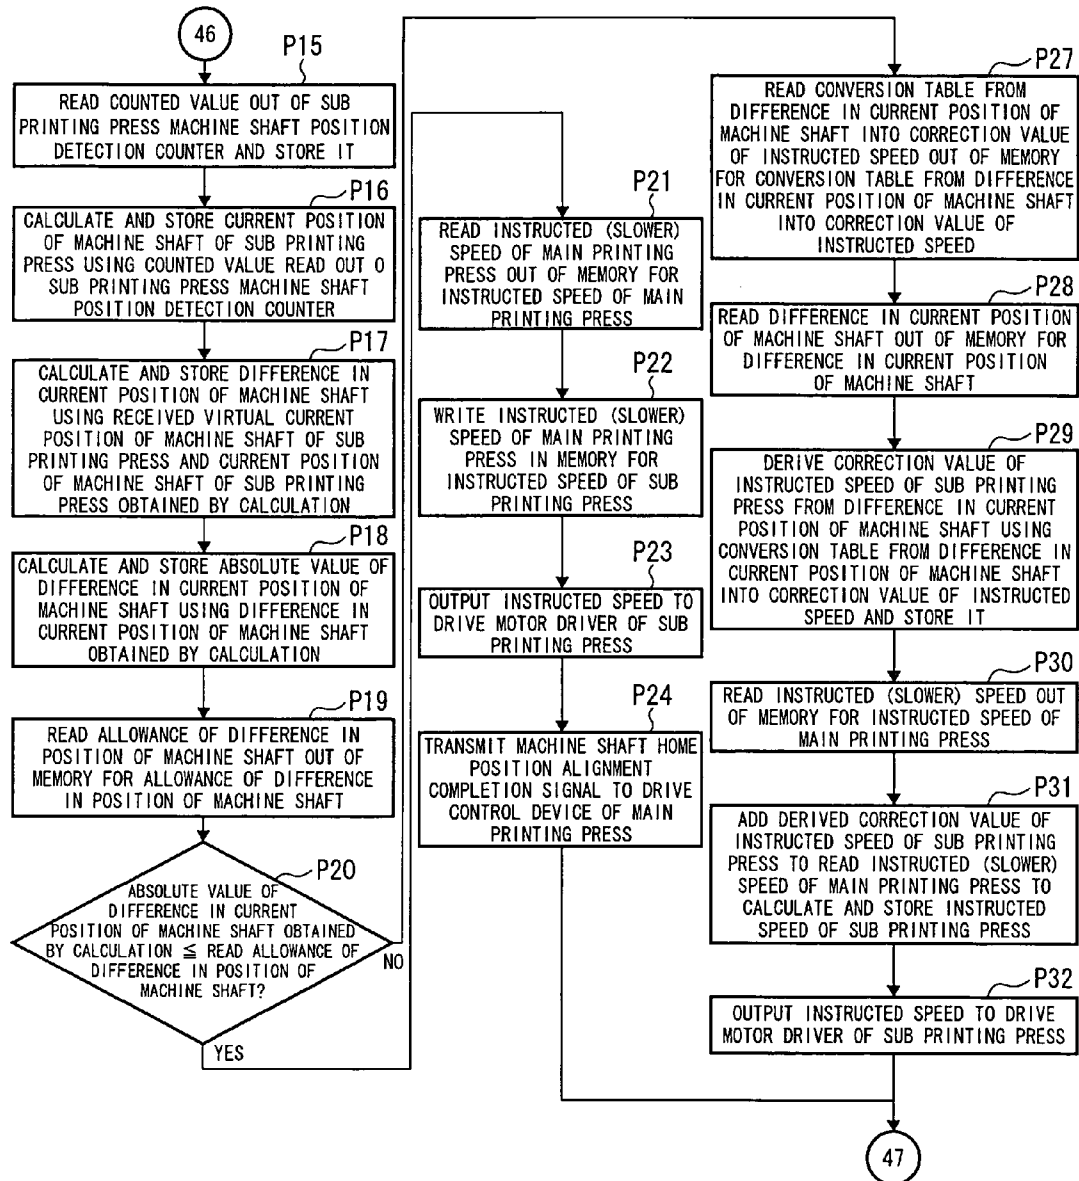 46
P15
READ COUNTED VALUE OUT OF SUB
PRINTING PRESS MACHINE SHAFT POSITION
DETECTION COUNTER AND STORE IT
P16
CALCULATE AND STORE CURRENT POSITION
OF MACHINE SHAFT OF SUB PRINTING
PRESS USING COUNTED VALUE READ OUT O
SUB PRINTING PRESS MACHINE SHAFT
POSITION DETECTION COUNTER
P17
CALCULATE AND STORE DIFFERENCE IN
CURRENT POSITION OF MACHINE SHAFT
USING RECEIVED VIRTUAL CURRENT
POSITION OF MACHINE SHAFT OF SUB
PRINTING PRESS AND CURRENT POSITION
OF MACHINE SHAFT OF SUB PRINTING
PRESS OBTAINED BY CALCULATION
P18
CALCULATE AND STORE ABSOLUTE VALUE OF
DIFFERENCE IN CURRENT POSITION OF
MACHINE SHAFT USING DIFFERENCE IN
CURRENT POSITION OF MACHINE SHAFT
OBTAINED BY CALCULATION
P19
READ ALLOWANCE OF DIFFERENCE IN
POSITION OF MACHINE SHAFT OUT OF
MEMORY FOR ALLOWANCE OF DIFFERENCE
IN POSITION OF MACHINE SHAFT
P20
ABSOLUTE VALUE OF
DIFFERENCE IN CURRENT
POSITION OF MACHINE SHAFT OBTAINED
BY CALCULATION ≦ READ ALLOWANCE OF
DIFFERENCE IN POSITION OF
MACHINE SHAFT?
NO
YES
P21
READ INSTRUCTED (SLOWER)
SPEED OF MAIN PRINTING
PRESS OUT OF MEMORY FOR
INSTRUCTED SPEED OF MAIN
PRINTING PRESS
P22
WRITE INSTRUCTED (SLOWER)
SPEED OF MAIN PRINTING
PRESS IN MEMORY FOR
INSTRUCTED SPEED OF SUB
PRINTING PRESS
P23
OUTPUT INSTRUCTED SPEED TO
DRIVE MOTOR DRIVER OF SUB
PRINTING PRESS
P24
TRANSMIT MACHINE SHAFT HOME
POSITION ALIGNMENT
COMPLETION SIGNAL TO DRIVE
CONTROL DEVICE OF MAIN
PRINTING PRESS
P27
READ CONVERSION TABLE FROM
DIFFERENCE IN CURRENT POSITION OF
MACHINE SHAFT INTO CORRECTION VALUE
OF INSTRUCTED SPEED OUT OF MEMORY
FOR CONVERSION TABLE FROM DIFFERENCE
IN CURRENT POSITION OF MACHINE SHAFT
INTO CORRECTION VALUE OF
INSTRUCTED SPEED
P28
READ DIFFERENCE IN CURRENT POSITION
OF MACHINE SHAFT OUT OF MEMORY FOR
DIFFERENCE IN CURRENT POSITION
OF MACHINE SHAFT
P29
DERIVE CORRECTION VALUE OF
INSTRUCTED SPEED OF SUB PRINTING
PRESS FROM DIFFERENCE IN CURRENT
POSITION OF MACHINE SHAFT USING
CONVERSION TABLE FROM DIFFERENCE IN
CURRENT POSITION OF MACHINE SHAFT
INTO CORRECTION VALUE OF INSTRUCTED
SPEED AND STORE IT
P30
READ INSTRUCTED (SLOWER) SPEED OUT
OF MEMORY FOR INSTRUCTED SPEED OF
MAIN PRINTING PRESS
P31
ADD DERIVED CORRECTION VALUE OF
INSTRUCTED SPEED OF SUB PRINTING
PRESS TO READ INSTRUCTED (SLOWER)
SPEED OF MAIN PRINTING PRESS TO
CALCULATE AND STORE INSTRUCTED
SPEED OF SUB PRINTING PRESS
P32
OUTPUT INSTRUCTED SPEED TO DRIVE
MOTOR DRIVER OF SUB PRINTING PRESS
47